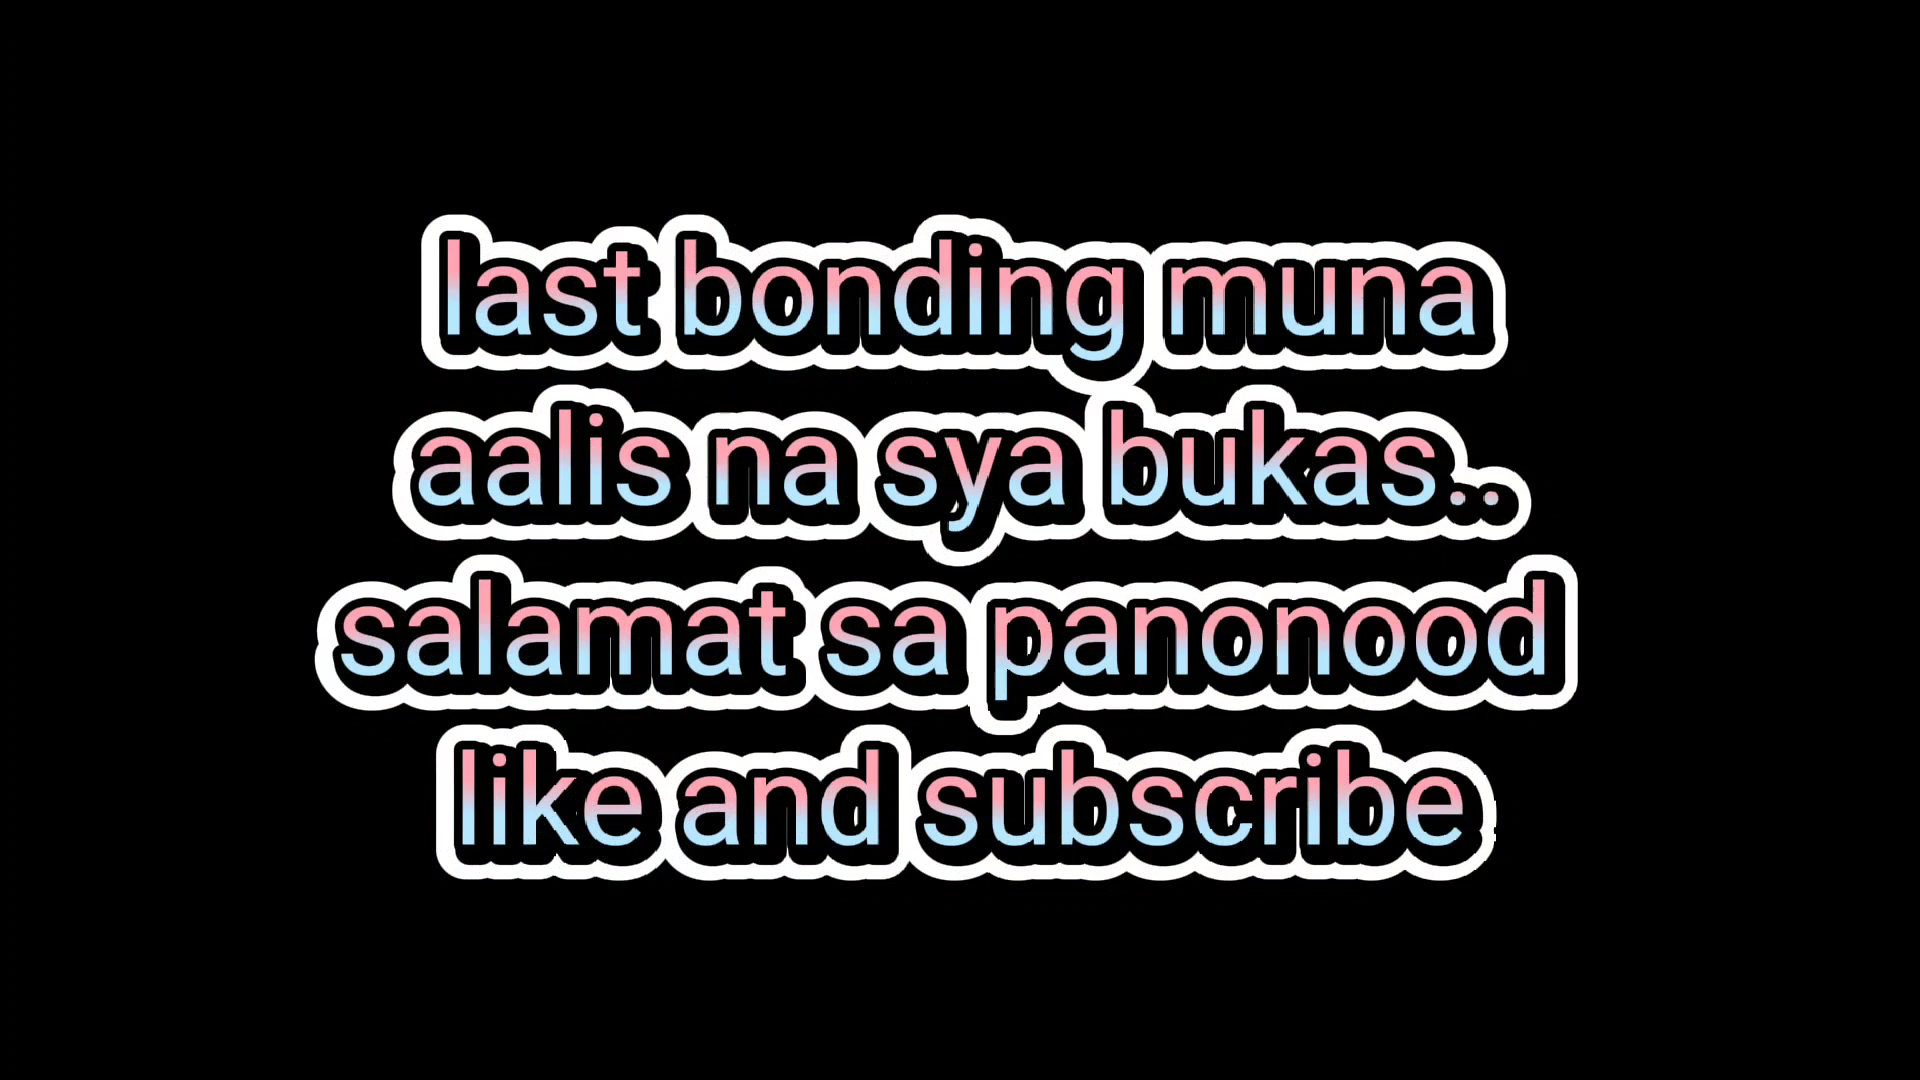 last bonding muna
aalis na sya bukas..
salamat sa panonood
like and subscribe